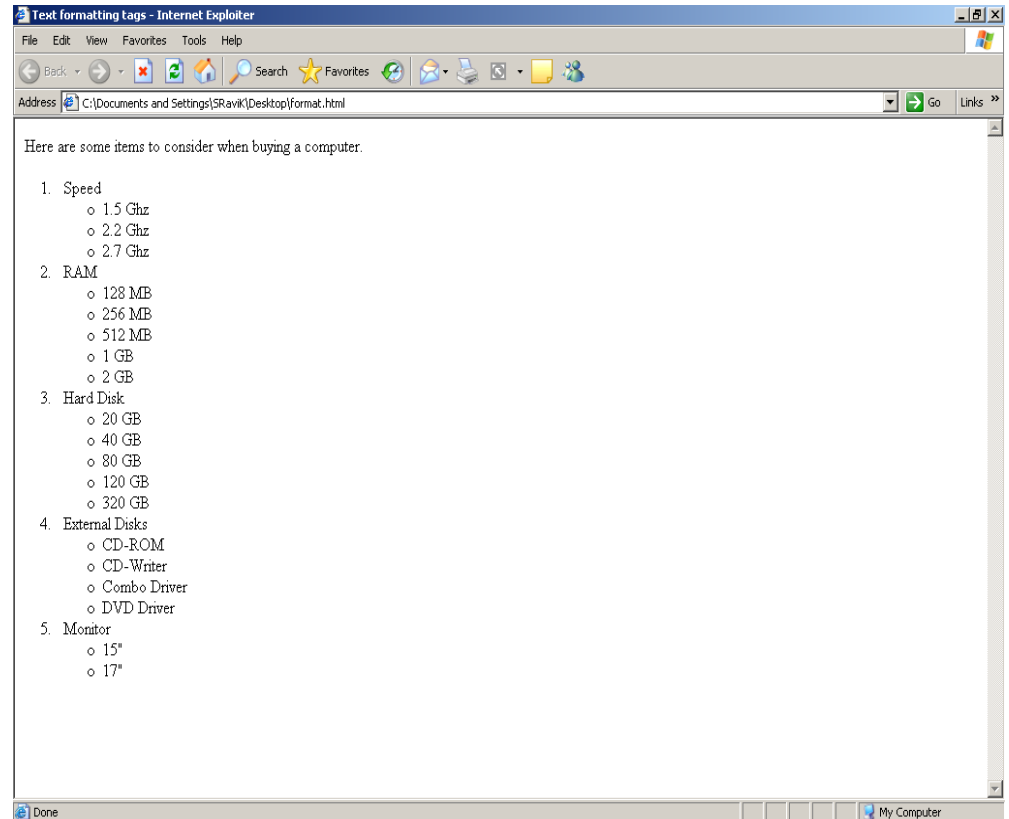 Text formatting tags - Internet Exploiter
File Edit View Favorites Tools Help
Back Search Favorites
Address C:\Documents and Settings\SRaviK\Desktop\format.html Go Links »
Here are some items to consider when buying a computer.
1. Speed
o 1.5 Ghz
o 2.2 Ghz
o 2.7 Ghz
2. RAM
o 128 MB
o 256 MB
o 512 MB
o 1 GB
o 2 GB
3. Hard Disk
o 20 GB
o 40 GB
o 80 GB
o 120 GB
o 320 GB
4. External Disks
o CD-ROM
o CD-Writer
o Combo Driver
o DVD Driver
5. Monitor
o 15"
o 17"
Done My Computer